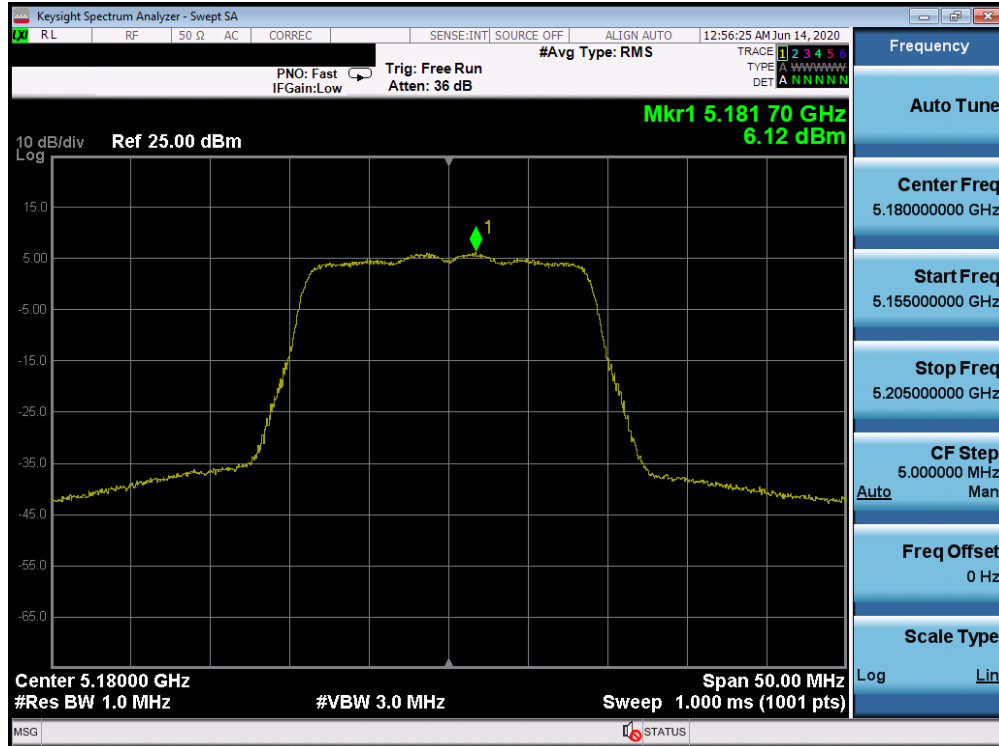 Keysight Spectrum Analyzer - Swept SA
LXI RL RF 50 Ω AC CORREC SENSE:INT SOURCE OFF ALIGN AUTO 12:56:25 AM Jun 14, 2020
#Avg Type: RMS
TRACE 1 2 3 4 5 6
PNO: Fast Trig: Free Run
TYPE A WWWWW
IFGain:Low Atten: 36 dB
DET A N N N N N
Mkr1 5.181 70 GHz
6.12 dBm
10 dB/div Ref 25.00 dBm
Log
15.0
1
5.00
-5.00
-15.0
-25.0
-35.0
-45.0
-55.0
-65.0
Center 5.18000 GHz Span 50.00 MHz
#Res BW 1.0 MHz #VBW 3.0 MHz Sweep 1.000 ms (1001 pts)
MSG STATUS
Frequency
Auto Tune
Center Freq
5.180000000 GHz
Start Freq
5.155000000 GHz
Stop Freq
5.205000000 GHz
CF Step
5.000000 MHz
Auto Man
Freq Offset
0 Hz
Scale Type
Log Lin